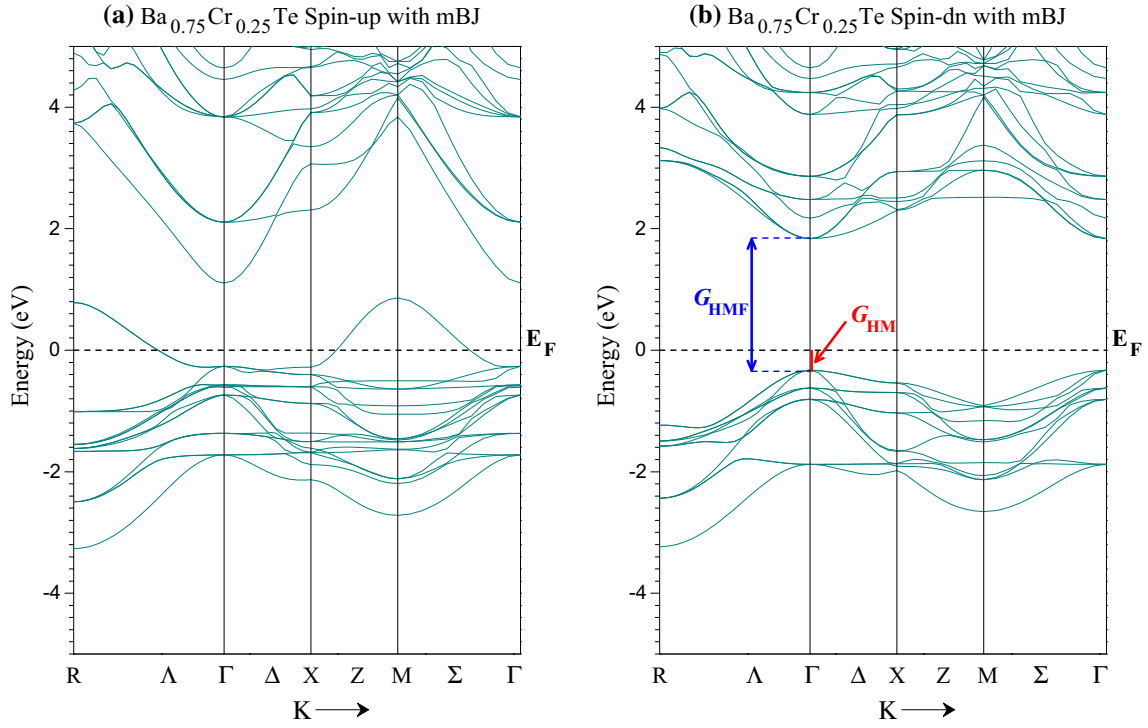 (a) Ba0.75Cr0.25Te Spin-up with mBJ
(b) Ba0.75Cr0.25Te Spin-dn with mBJ
4
2
0
-2
-4
Energy (eV)
EF
R Λ Γ Δ X Z M Σ Γ
K
4
2
0
-2
-4
Energy (eV)
GHMF
GHM
EF
R Λ Γ Δ X Z M Σ Γ
K